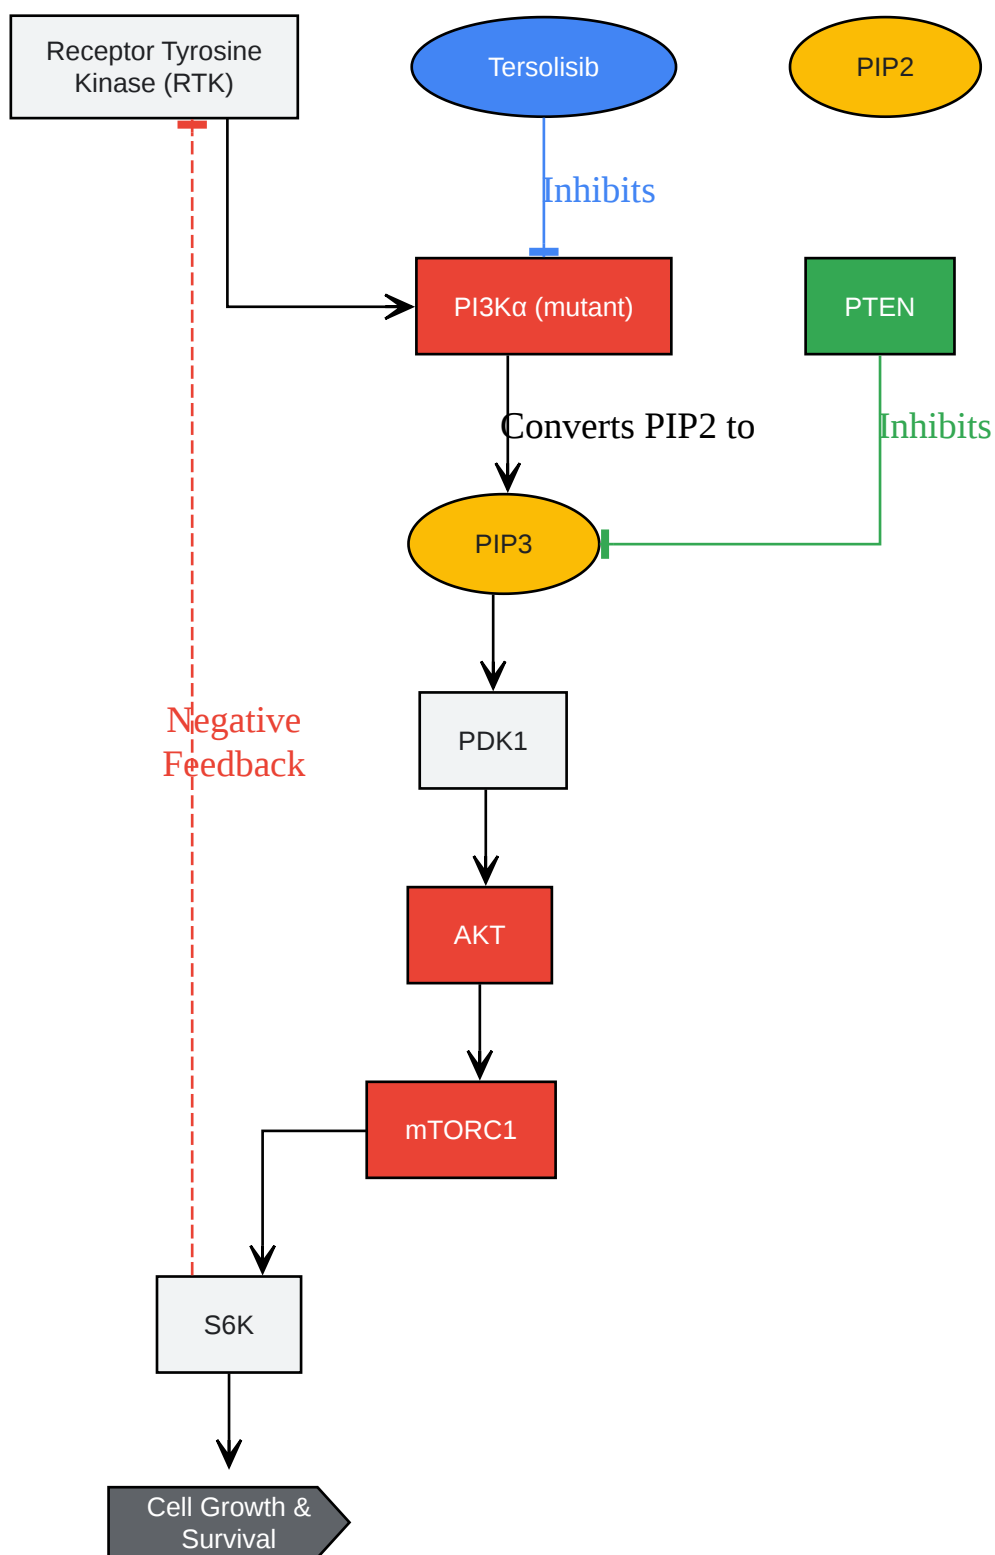 Receptor Tyrosine
Kinase (RTK)
Tersolisib
PIP2
Inhibits
PI3Kα (mutant)
PTEN
Converts PIP2 to
Inhibits
PIP3
Negative
Feedback
PDK1
AKT
mTORC1
S6K
Cell Growth &
Survival